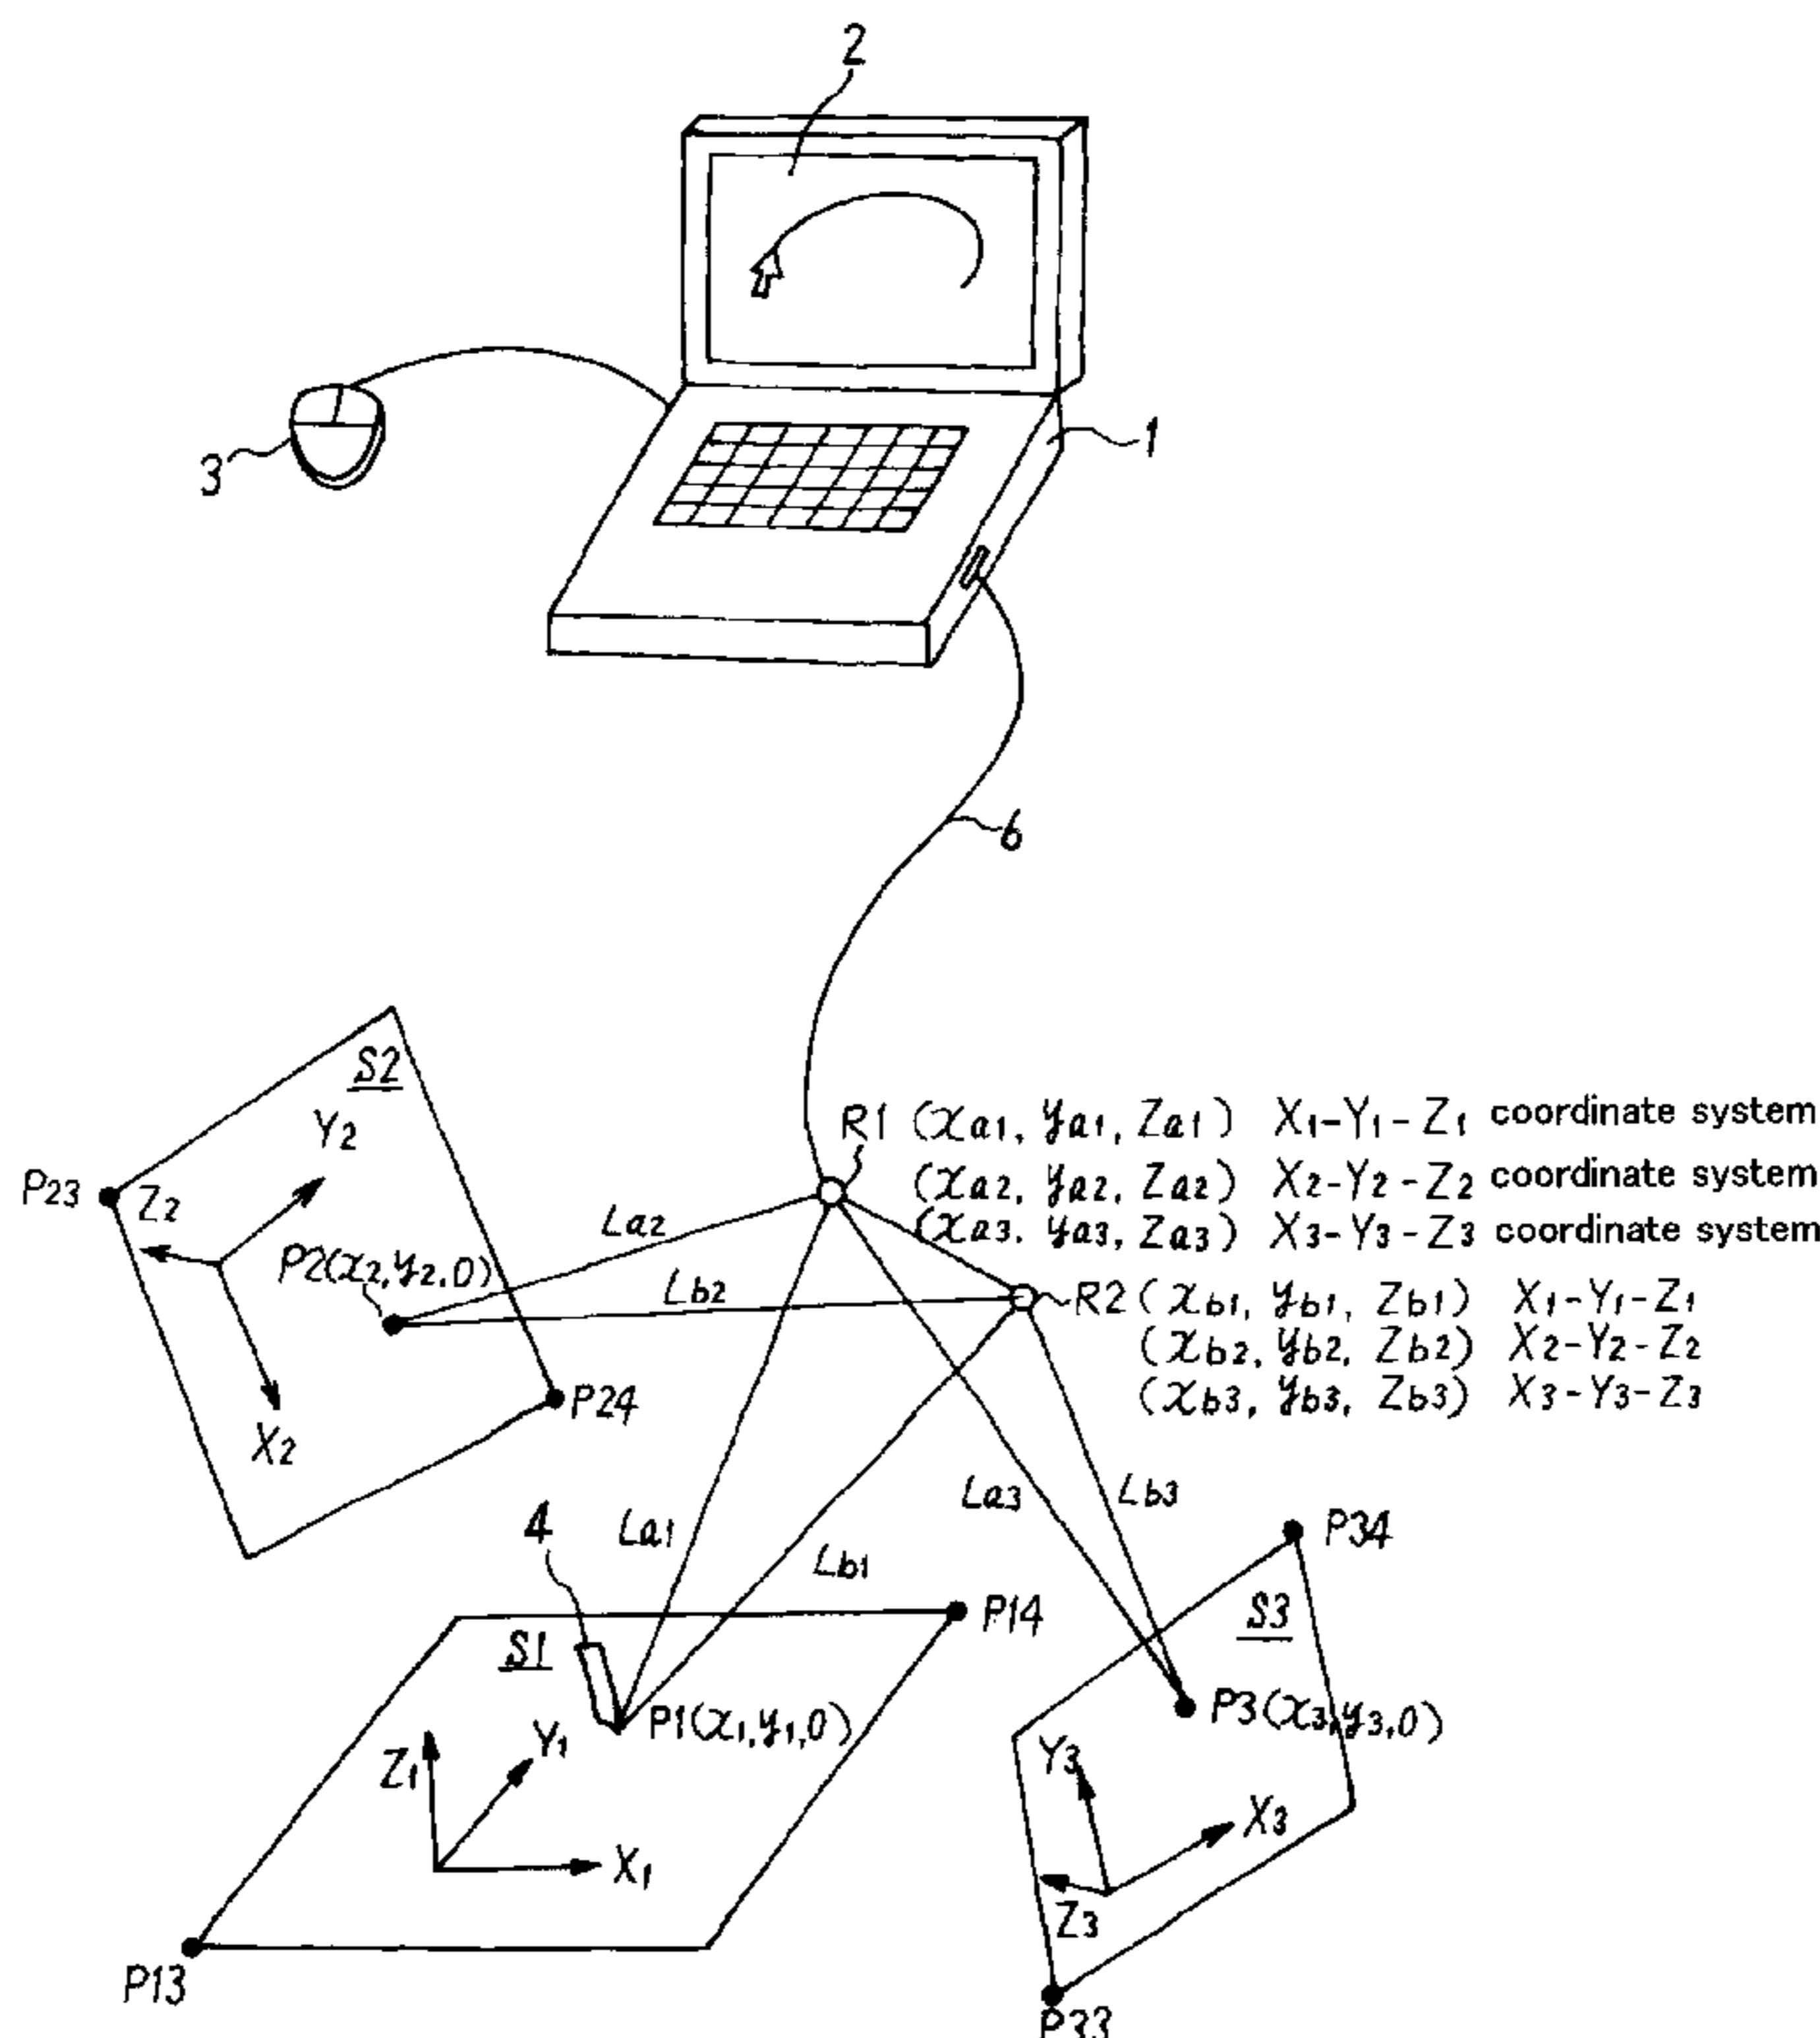 2
3
1
6
S2
Y2
P23
Z2
P2(x2, y2, 0)
X2
P24
La2
Lb2
R1 (xa1, ya1, Za1) X1-Y1-Z1 coordinate system
(xa2, ya2, Za2) X2-Y2-Z2 coordinate system
(xa3. ya3, Za3) X3-Y3-Z3 coordinate system
R2 (xb1, yb1, Zb1) X1-Y1-Z1
(xb2, yb2, Zb2) X2-Y2-Z2
(xb3, yb3, Zb3) X3-Y3-Z3
La1
Lb1
La3
Lb3
4
S1
P14
P1(x1, y1, 0)
Z1
Y1
X1
P13
P34
S3
P3(x3, y3, 0)
Y3
X3
Z3
P33